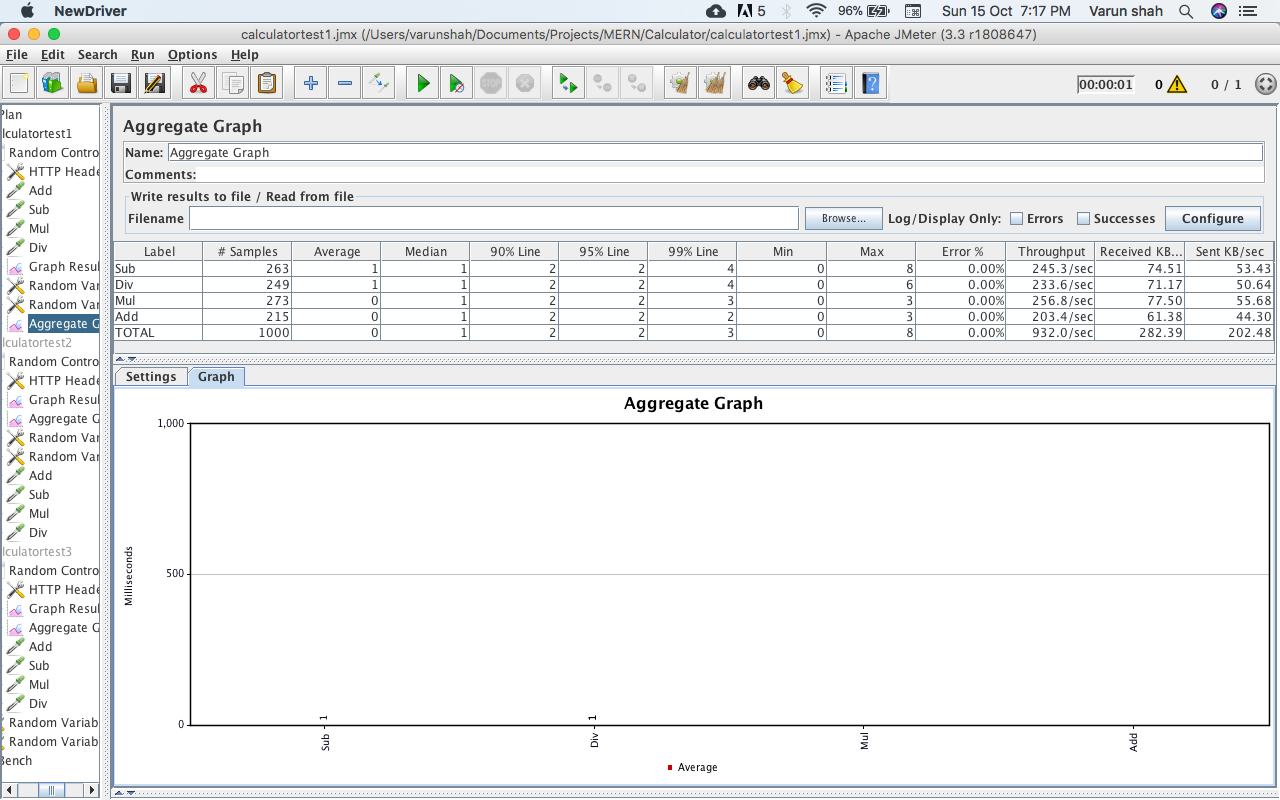 NewDriver 5 96% Sun 15 Oct 7:17 PM Varun shah
calculatortest1.jmx (/Users/varunshah/Documents/Projects/MERN/Calculator/calculatortest1.jmx) - Apache JMeter (3.3 r1808647)
File Edit Search Run Options Help
STOP 00:00:01 0 0 / 1
Plan
lculatortest1
Random Contro
HTTP Heade
Add
Sub
Mul
Div
Graph Resul
Random Var
Random Var
Aggregate G
lculatortest2
Random Contro
HTTP Heade
Graph Resul
Aggregate G
Random Var
Random Var
Add
Sub
Mul
Div
lculatortest3
Random Contro
HTTP Heade
Graph Resul
Aggregate G
Add
Sub
Mul
Div
Random Variab
Random Variab
Bench
Aggregate Graph
Name: Aggregate Graph
Comments:
Write results to file / Read from file
Filename Browse... Log/Display Only: Errors Successes Configure
Label # Samples Average Median 90% Line 95% Line 99% Line Min Max Error % Throughput Received KB... Sent KB/sec
Sub 263 1 1 2 2 4 0 8 0.00% 245.3/sec 74.51 53.43
Div 249 1 1 2 2 4 0 6 0.00% 233.6/sec 71.17 50.64
Mul 273 0 1 2 2 3 0 3 0.00% 256.8/sec 77.50 55.68
Add 215 0 1 2 2 2 0 3 0.00% 203.4/sec 61.38 44.30
TOTAL 1000 0 1 2 2 3 0 8 0.00% 932.0/sec 282.39 202.48
Settings Graph
Aggregate Graph
1,000
500
0
Milliseconds
1 1
Sub Div Mul Add
Average